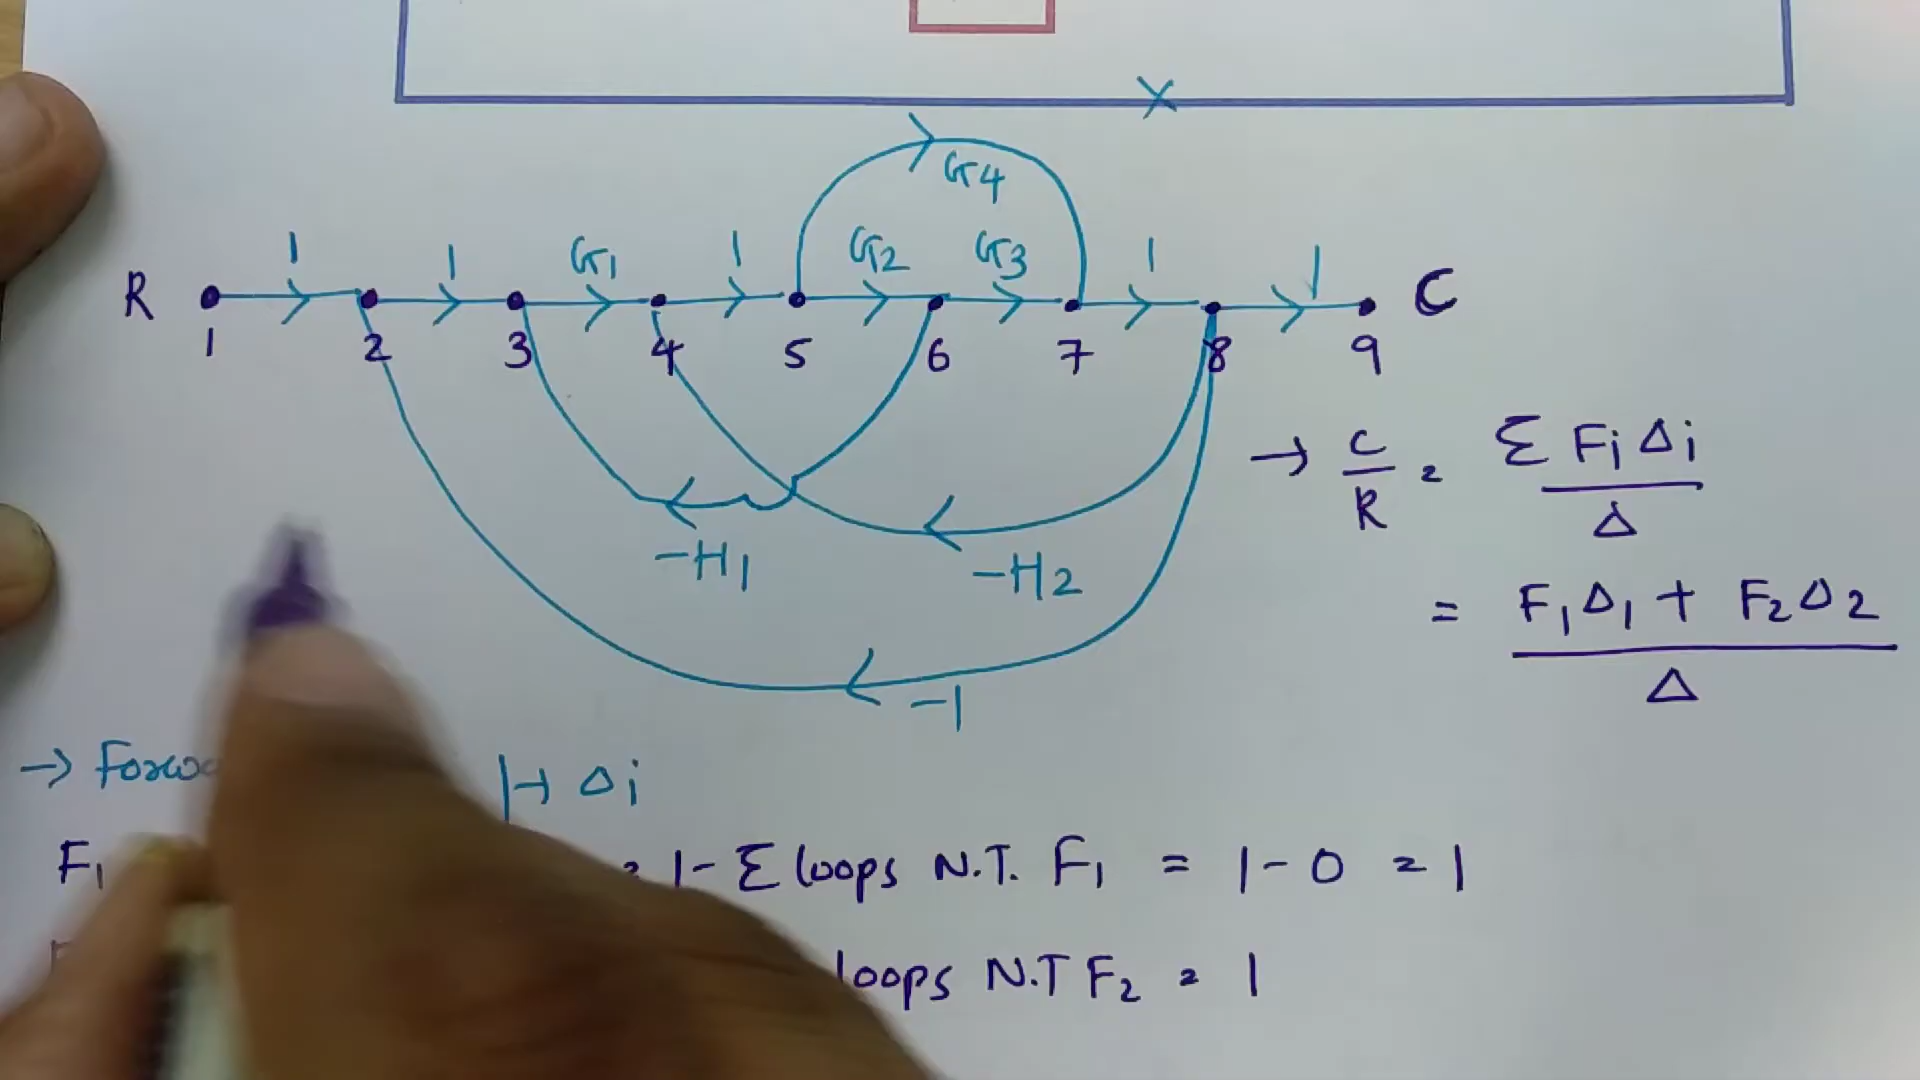 G4
1 1 G1 1 G2 G3 1 1
R C
1 2 3 4 5 6 7 8 9
→ C/R = Σ Fi Δi / Δ
-H1 -H2
= F1Δ1 + F2Δ2 / Δ
-1
→ Δi
F1 = 1 - Σ loops N.T. F1 = 1 - 0 = 1
loops N.T F2 = 1